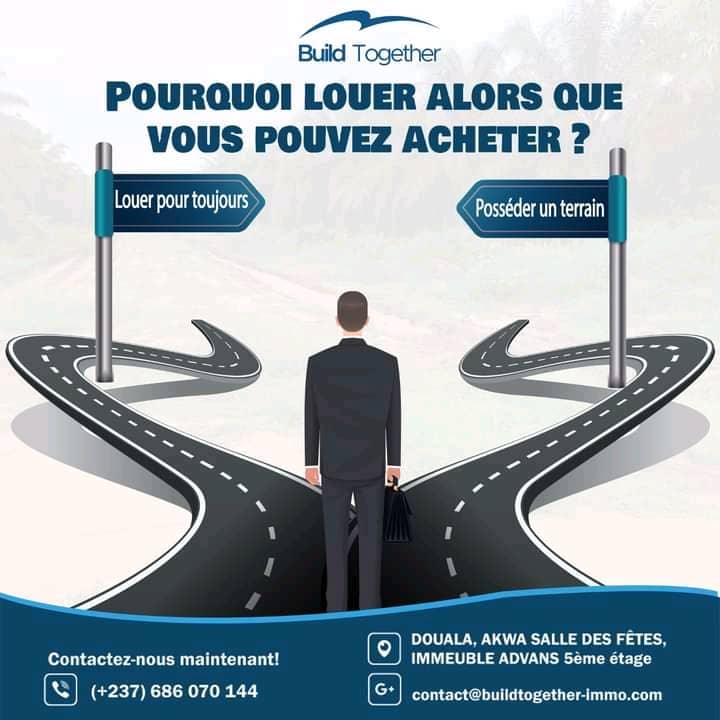 Build Together
POURQUOI LOUER ALORS QUE
VOUS POUVEZ ACHETER ?
Louer pour toujours
Posséder un terrain
Contactez-nous maintenant!
(+237) 686 070 144
DOUALA, AKWA SALLE DES FÊTES,
IMMEUBLE ADVANS 5ème étage
G+
contact@buildtogether-immo.com